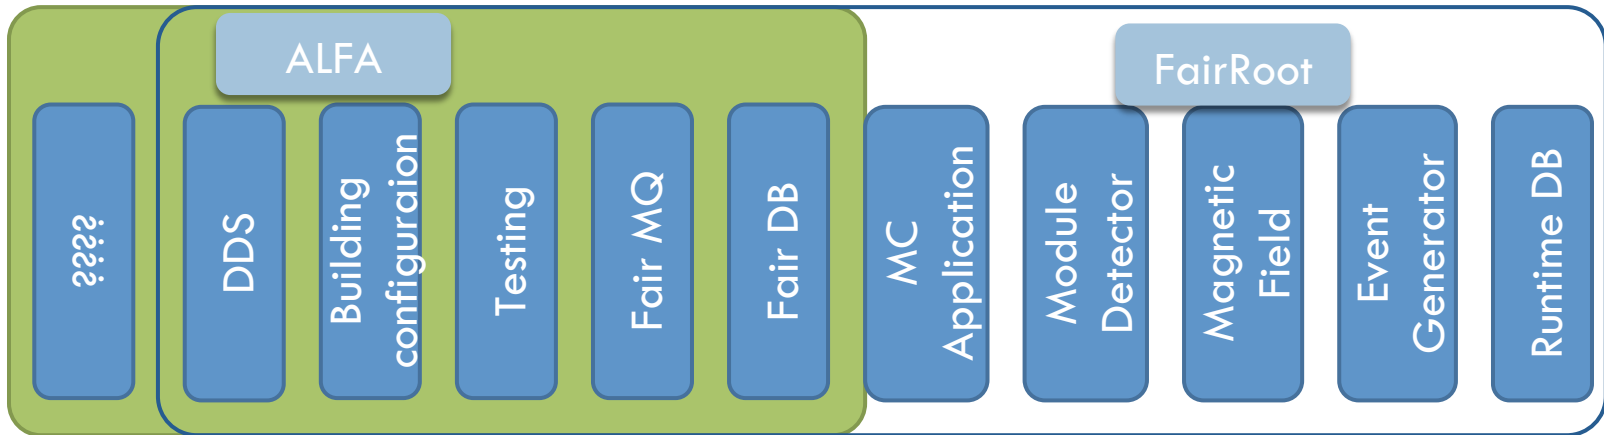 ALFA
FairRoot
????
DDS
Building
configuraion
Testing
Fair MQ
Fair DB
MC
Application
Module
Detector
Magnetic
Field
Event
Generator
Runtime DB